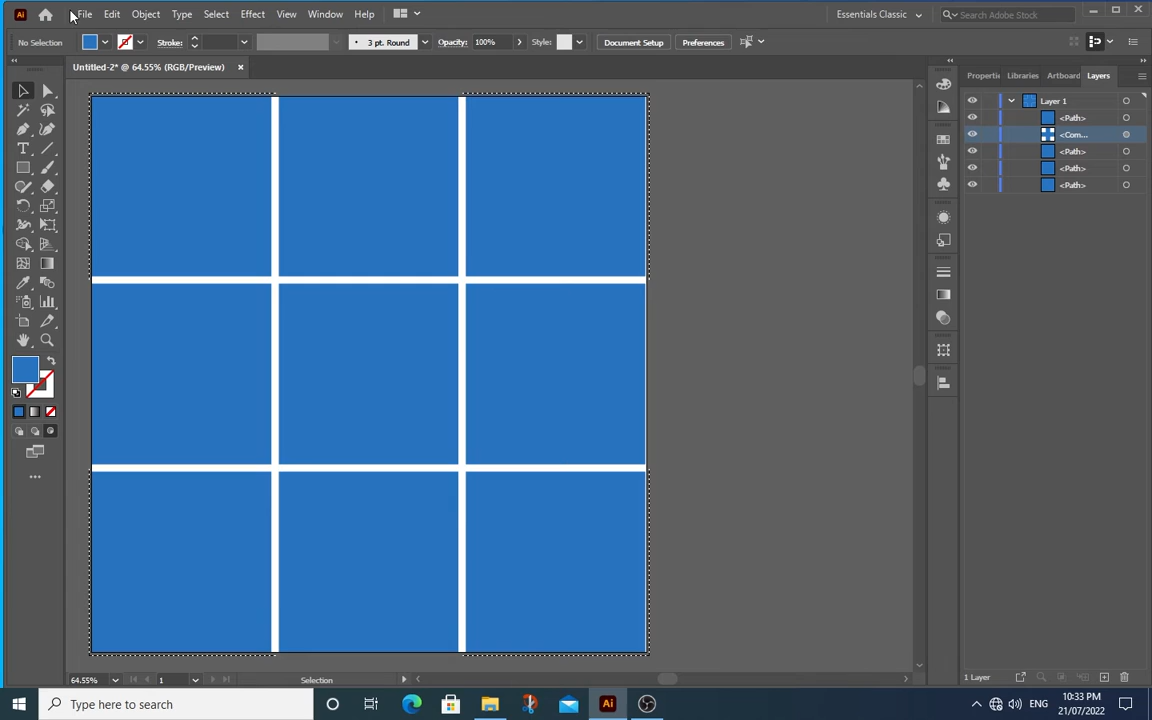 Ai File Edit Object Type Select Effect View Window Help Essentials Classic Search Adobe Stock
No Selection Stroke: 3 pt. Round Opacity: 100% Style: Document Setup Preferences
Untitled-2* @ 64.55% (RGB/Preview) × Properti Libraries Artboard Layers
Layer 1
<Path>
<Com...
<Path>
<Path>
<Path>
64.55% 1 Selection 1 Layer
Type here to search Ai ENG 10:33 PM
21/07/2022